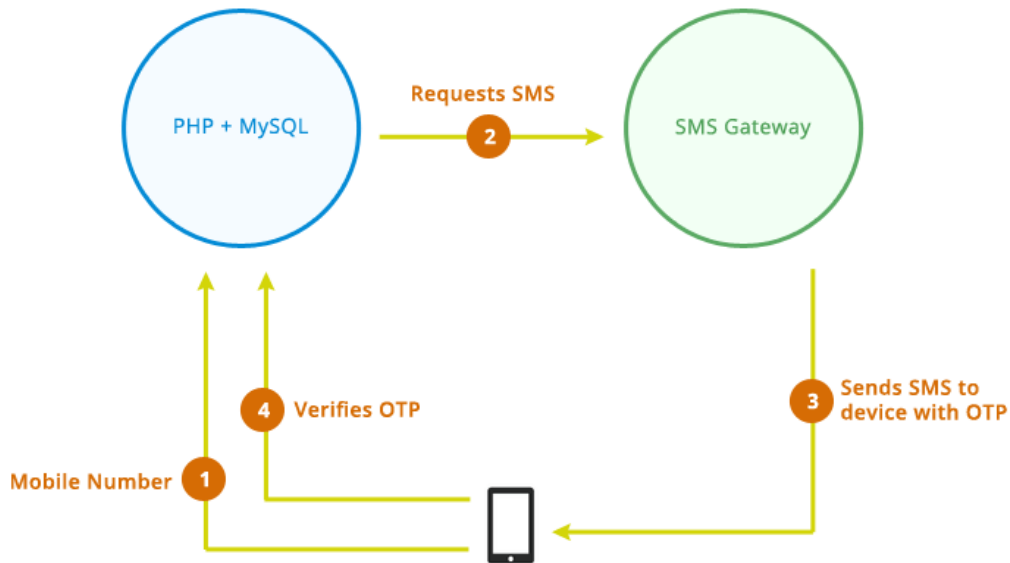 PHP + MySQL
Requests SMS
2
SMS Gateway
3
Sends SMS to
device with OTP
4
Verifies OTP
Mobile Number
1